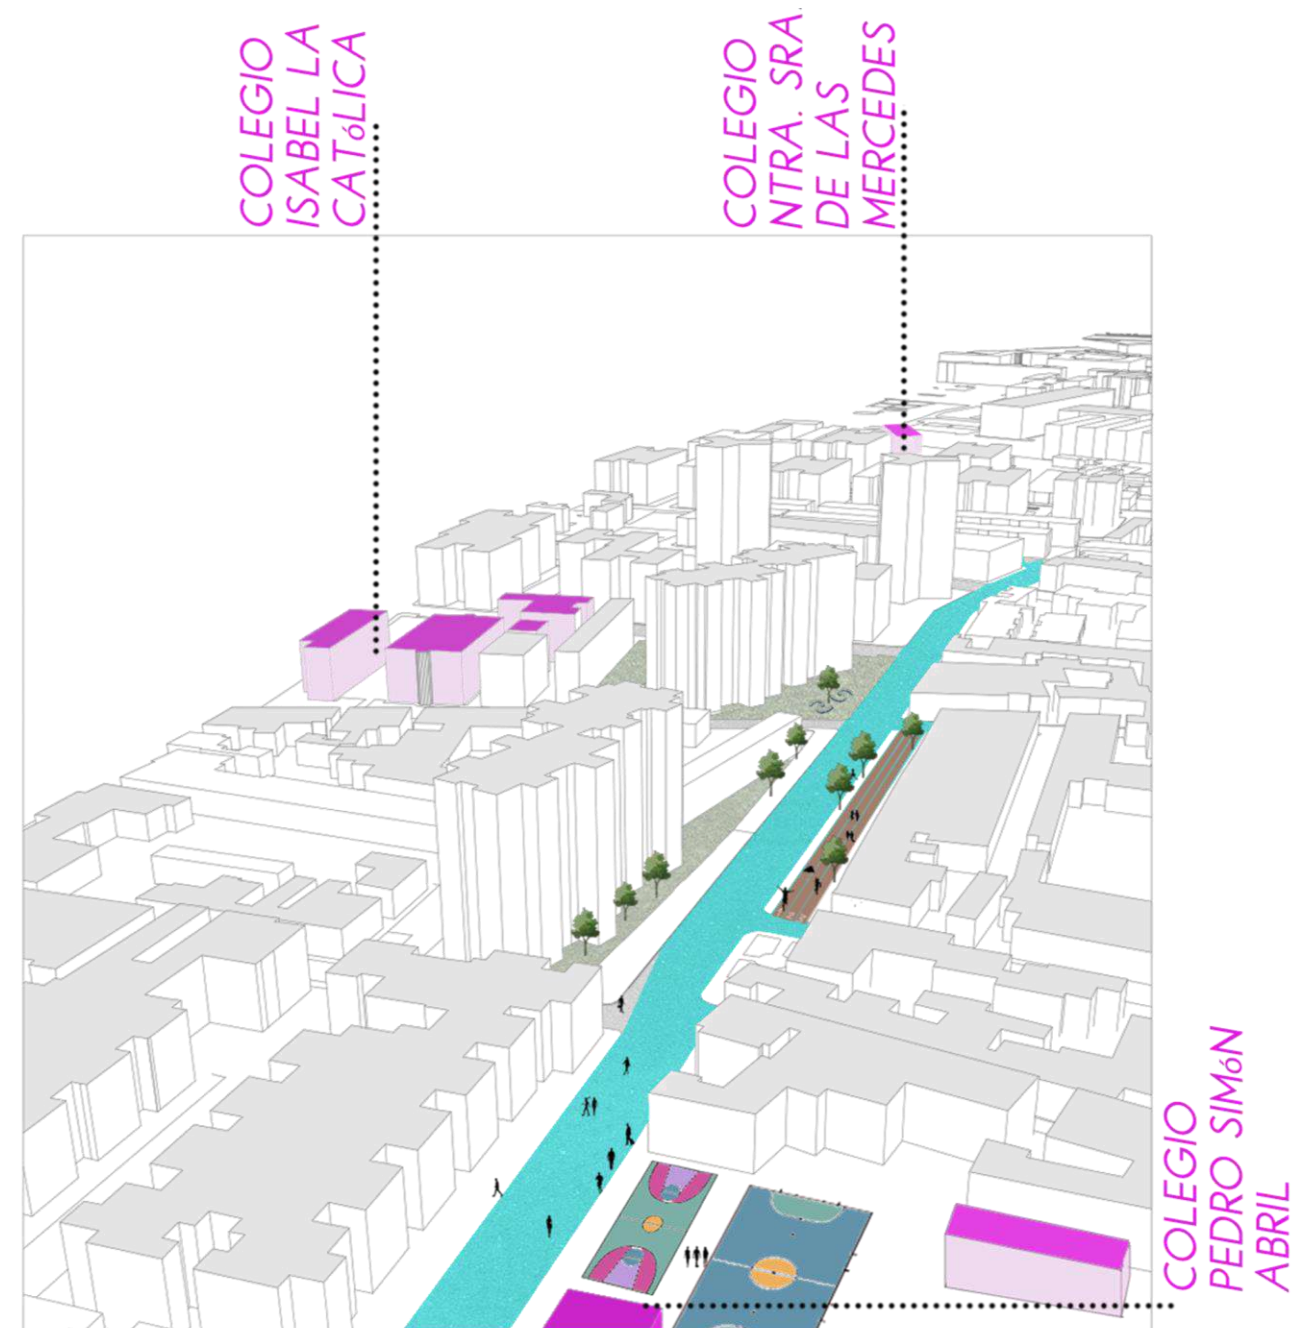 COLEGIO
ISABEL LA
CATóLICA
COLEGIO
NTRA. SRA.
DE LAS
MERCEDES
COLEGIO
PEDRO SIMóN
ABRIL